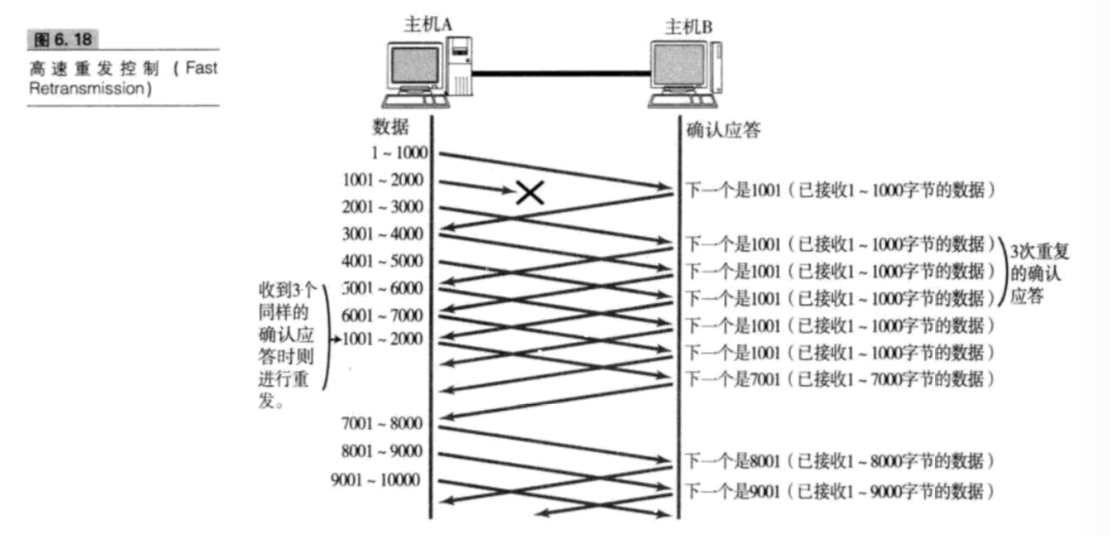 图6.18
高速重发控制（Fast
Retransmission）
主机A
主机B
数据
确认应答
1～1000
1001～2000
2001～3000
3001～4000
4001～5000
5001～6000
6001～7000
1001～2000
7001～8000
8001～9000
9001～10000
收到3个
同样的
确认应
答时则
进行重
发。
下一个是1001（已接收1～1000字节的数据）
下一个是1001（已接收1～1000字节的数据）
下一个是1001（已接收1～1000字节的数据）
下一个是1001（已接收1～1000字节的数据）
下一个是1001（已接收1～1000字节的数据）
下一个是1001（已接收1～1000字节的数据）
下一个是7001（已接收1～7000字节的数据）
下一个是8001（已接收1～8000字节的数据）
下一个是9001（已接收1～9000字节的数据）
3次重复
的确认
应答